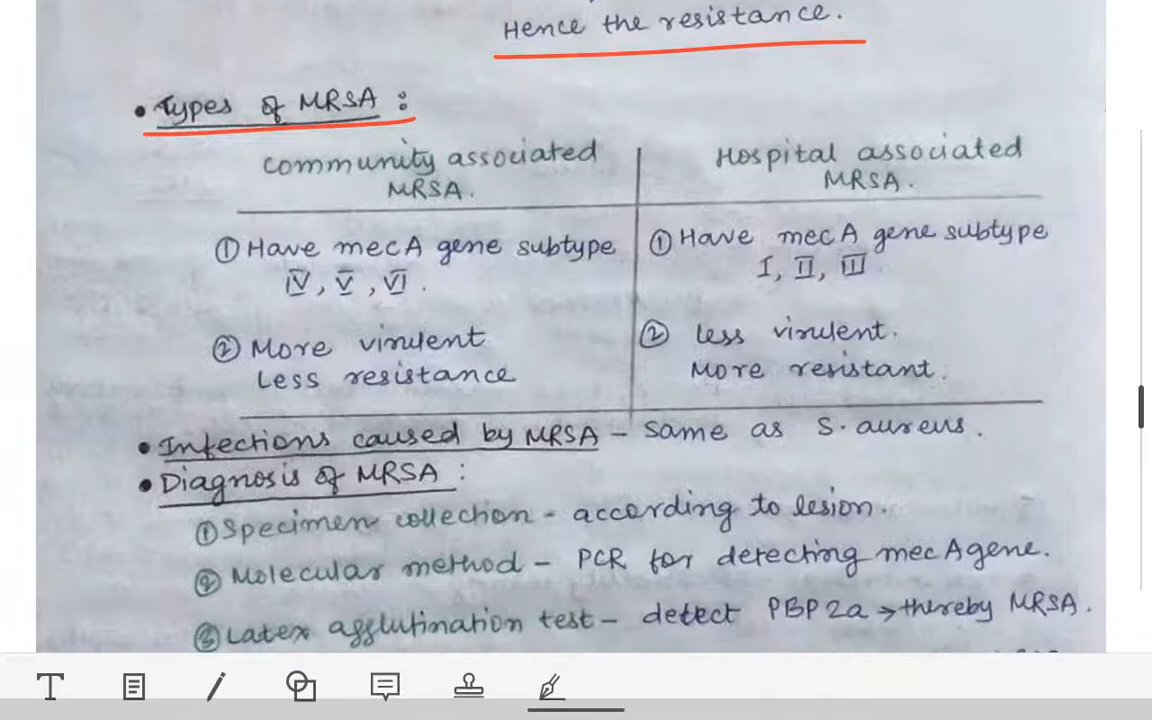 Hence the resistance.
• Types of MRSA :
Community associated MRSA.
Hospital associated MRSA.
① Have mecA gene subtype IV, V, VI.
① Have mecA gene subtype I, II, III
② More virulent
Less resistance
② Less virulent.
More resistant.
• Infections caused by MRSA – Same as S. aureus.
• Diagnosis of MRSA :
① Specimen collection - according to lesion.
② Molecular method – PCR for detecting mecA gene.
③ Latex agglutination test – detect PBP2a → thereby MRSA.
T